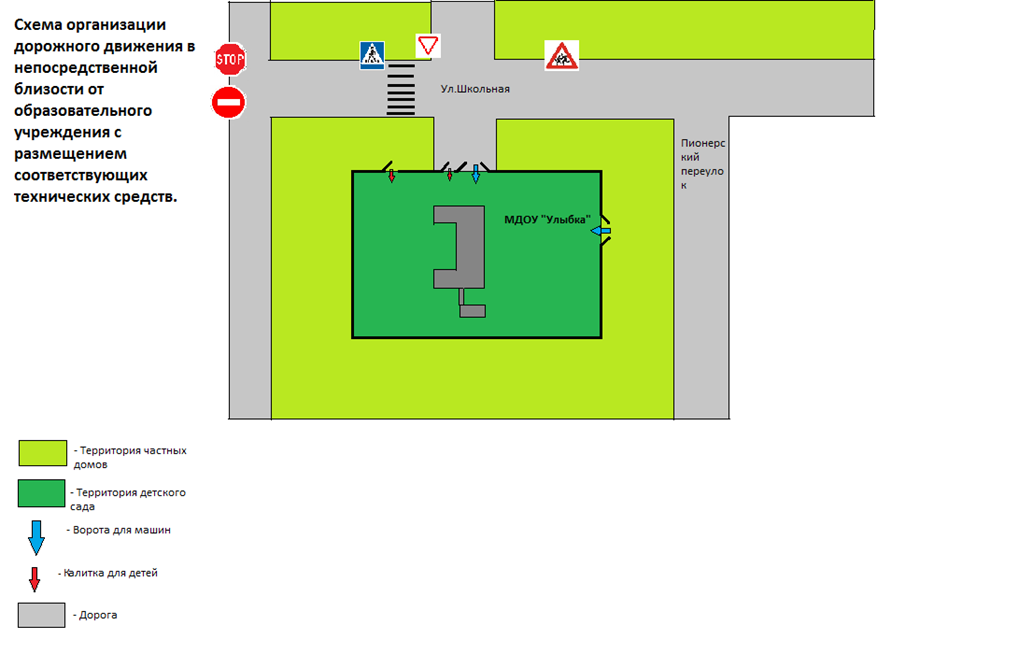 Схема организации
дорожного движения в
непосредственной
близости от
образовательного
учреждения с
размещением
соответствующих
технических средств.
STOP
Ул.Школьная
Пионерс
кий
переуло
к
МДОУ "Улыбка"
- Территория частных
домов
- Территория детского
сада
- Ворота для машин
- Калитка для детей
- Дорога